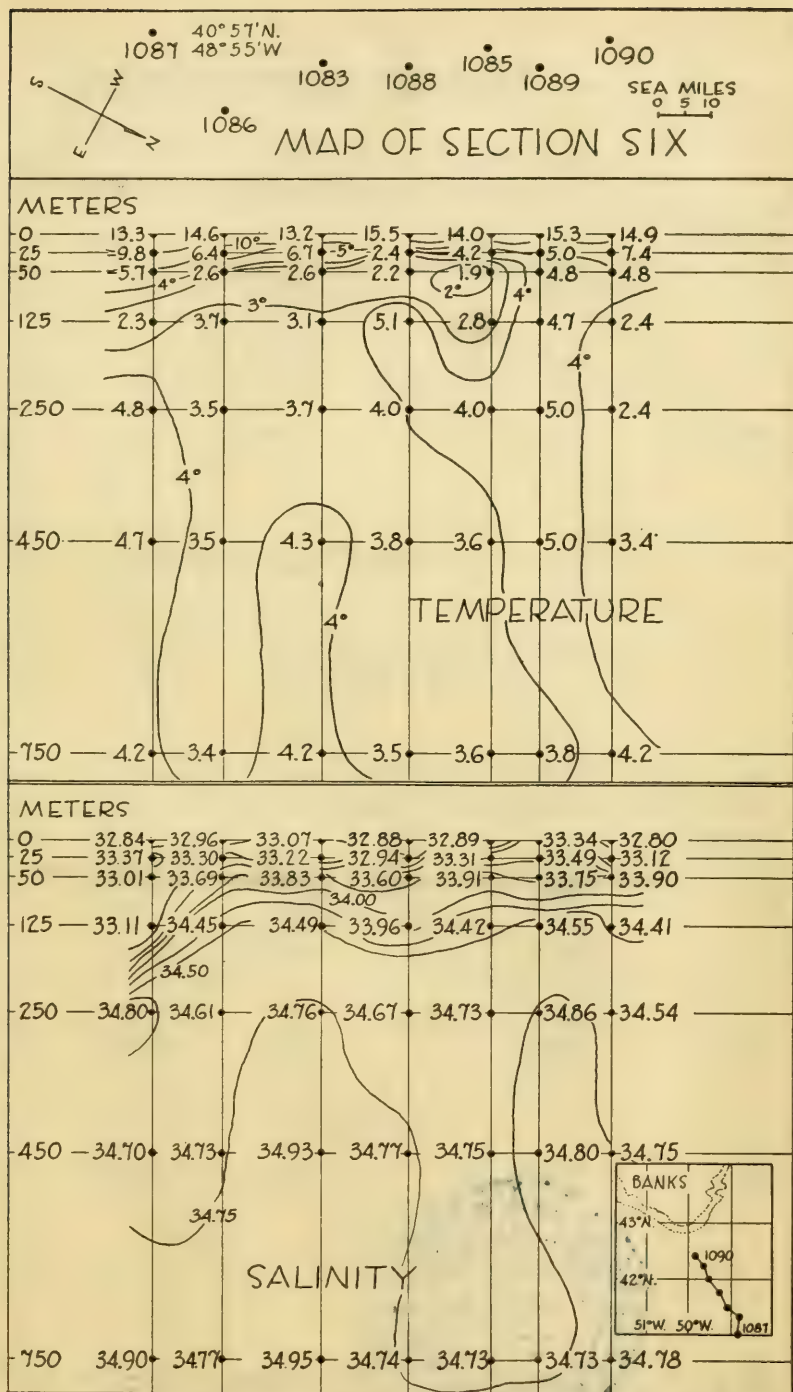 1087 40°57'N.
48°55'W
1083 1088 1085 1089 1090
1086
S W E N
SEA MILES
0 5 10
MAP OF SECTION SIX
METERS
0 13.3 14.6 13.2 15.5 14.0 15.3 14.9
10°
25 9.8 6.4 6.7 5° 2.4 4.2 5.0 7.4
50 5.7 2.6 2.6 2.2 1.9 4.8 4.8
4° 2° 4°
3°
125 2.3 3.7 3.1 5.1 2.8 4.7 2.4
4°
250 4.8 3.5 3.7 4.0 4.0 5.0 2.4
4°
450 4.7 3.5 4.3 3.8 3.6 5.0 3.4
TEMPERATURE
4°
750 4.2 3.4 4.2 3.5 3.6 3.8 4.2
METERS
0 32.84 32.96 33.07 32.88 32.89 33.34 32.80
25 33.37 33.30 33.22 32.94 33.31 33.49 33.12
50 33.01 33.69 33.83 33.60 33.91 33.75 33.90
34.00
125 33.11 34.45 34.49 33.96 34.42 34.55 34.41
34.50
250 34.80 34.61 34.76 34.67 34.73 34.86 34.54
450 34.70 34.73 34.93 34.77 34.75 34.80 34.75
34.75
SALINITY
750 34.90 34.77 34.95 34.74 34.73 34.73 34.78
BANKS
43°N.
1090
42°N.
51°W. 50°W. 1087